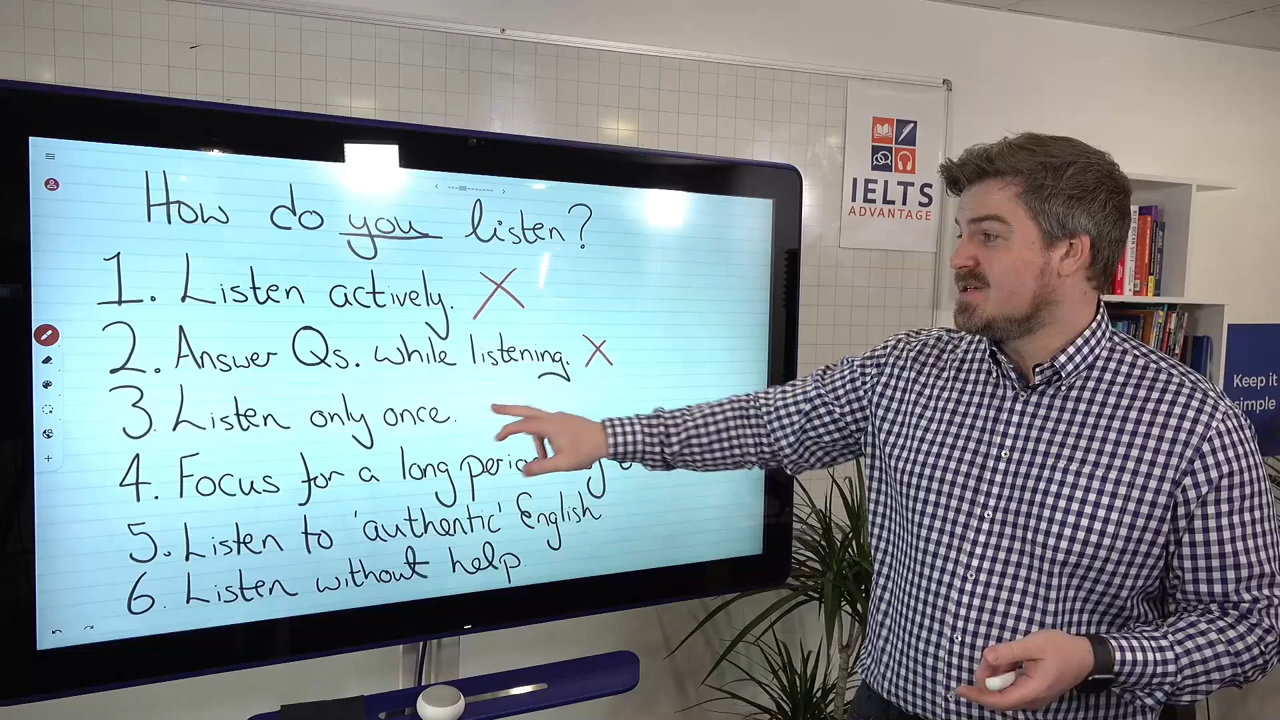 How do you listen?
1. Listen actively. X
2. Answer Qs. while listening. X
3. Listen only once.
4. Focus for a long
5. Listen to 'authentic' English.
6. Listen without help
IELTS
ADVANTAGE
Keep it
simple